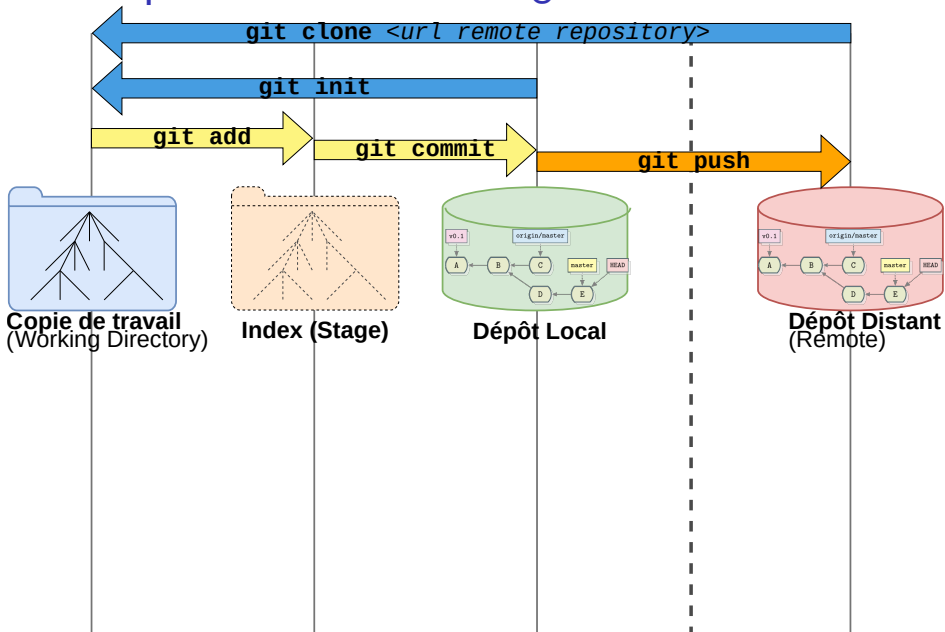 git clone <url remote repository>
git init
git add
git commit
git push
v0.1
origin/master
A
B
C
master
HEAD
D
E
v0.1
origin/master
A
B
C
master
HEAD
D
E
Copie de travail
(Working Directory)
Index (Stage)
Dépôt Local
Dépôt Distant
(Remote)